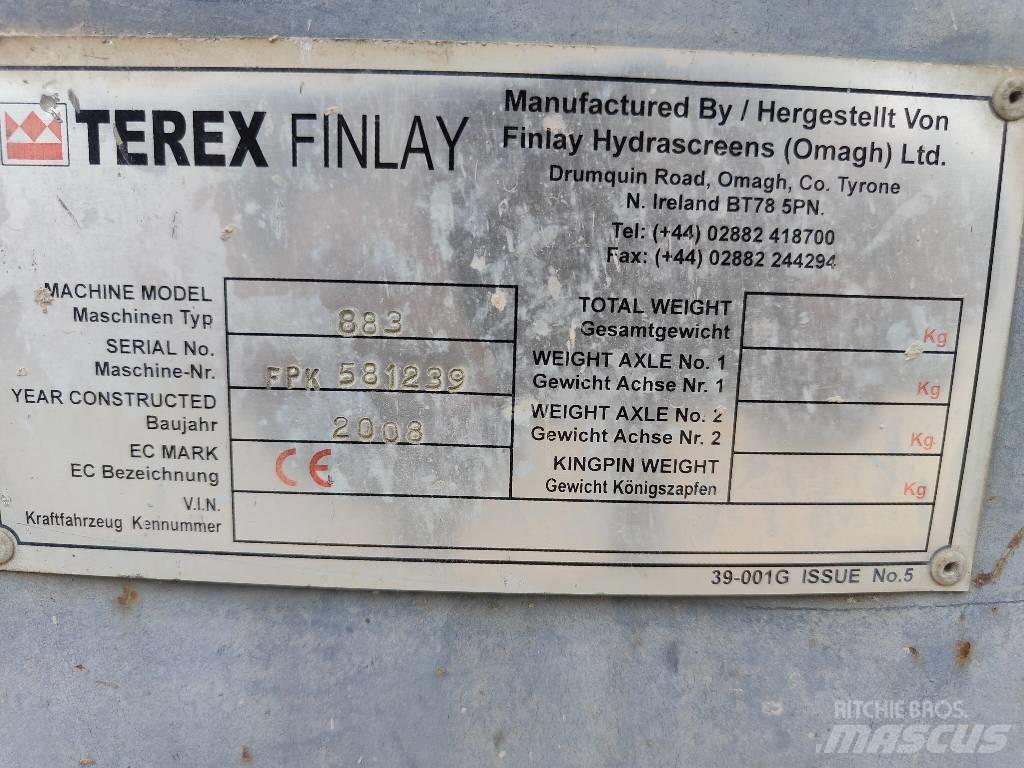 TEREX FINLAY
Manufactured By / Hergestellt Von
Finlay Hydrascreens (Omagh) Ltd.
Drumquin Road, Omagh, Co. Tyrone
N. Ireland BT78 5PN.
Tel: (+44) 02882 418700
Fax: (+44) 02882 244294
MACHINE MODEL
Maschinen Typ
883
SERIAL No.
Maschine-Nr.
FPK 581239
YEAR CONSTRUCTED
Baujahr
2008
EC MARK
EC Bezeichnung
CE
V.I.N.
Kraftfahrzeug Kennummer
TOTAL WEIGHT
Gesamtgewicht
Kg
WEIGHT AXLE No. 1
Gewicht Achse Nr. 1
Kg
WEIGHT AXLE No. 2
Gewicht Achse Nr. 2
Kg
KINGPIN WEIGHT
Gewicht Königszapfen
Kg
39-001G ISSUE No.5
RITCHIE BROS.
MASCUS